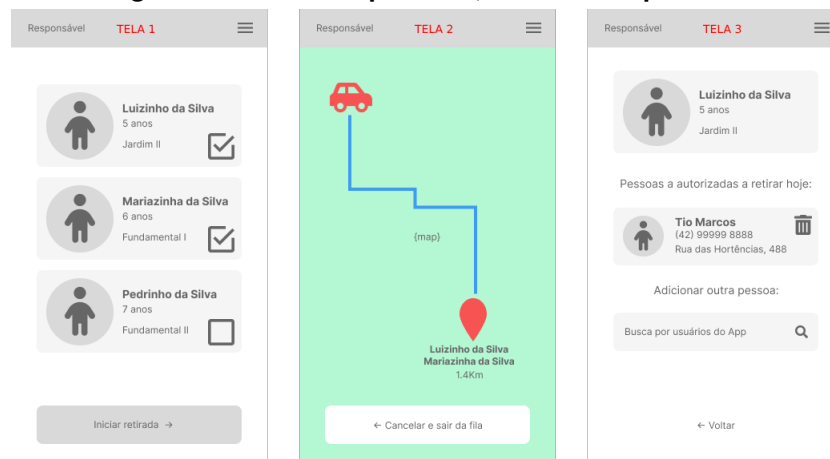 Responsável TELA 1
Luizinho da Silva
5 anos
Jardim II
Mariazinha da Silva
6 anos
Fundamental I
Pedrinho da Silva
7 anos
Fundamental II
Iniciar retirada →
Responsável TELA 2
{map}
Luizinho da Silva
Mariazinha da Silva
1.4Km
← Cancelar e sair da fila
Responsável TELA 3
Luizinho da Silva
5 anos
Jardim II
Pessoas a autorizadas a retirar hoje:
Tio Marcos
(42) 99999 8888
Rua das Hortências, 488
Adicionar outra pessoa:
Busca por usuários do App
← Voltar